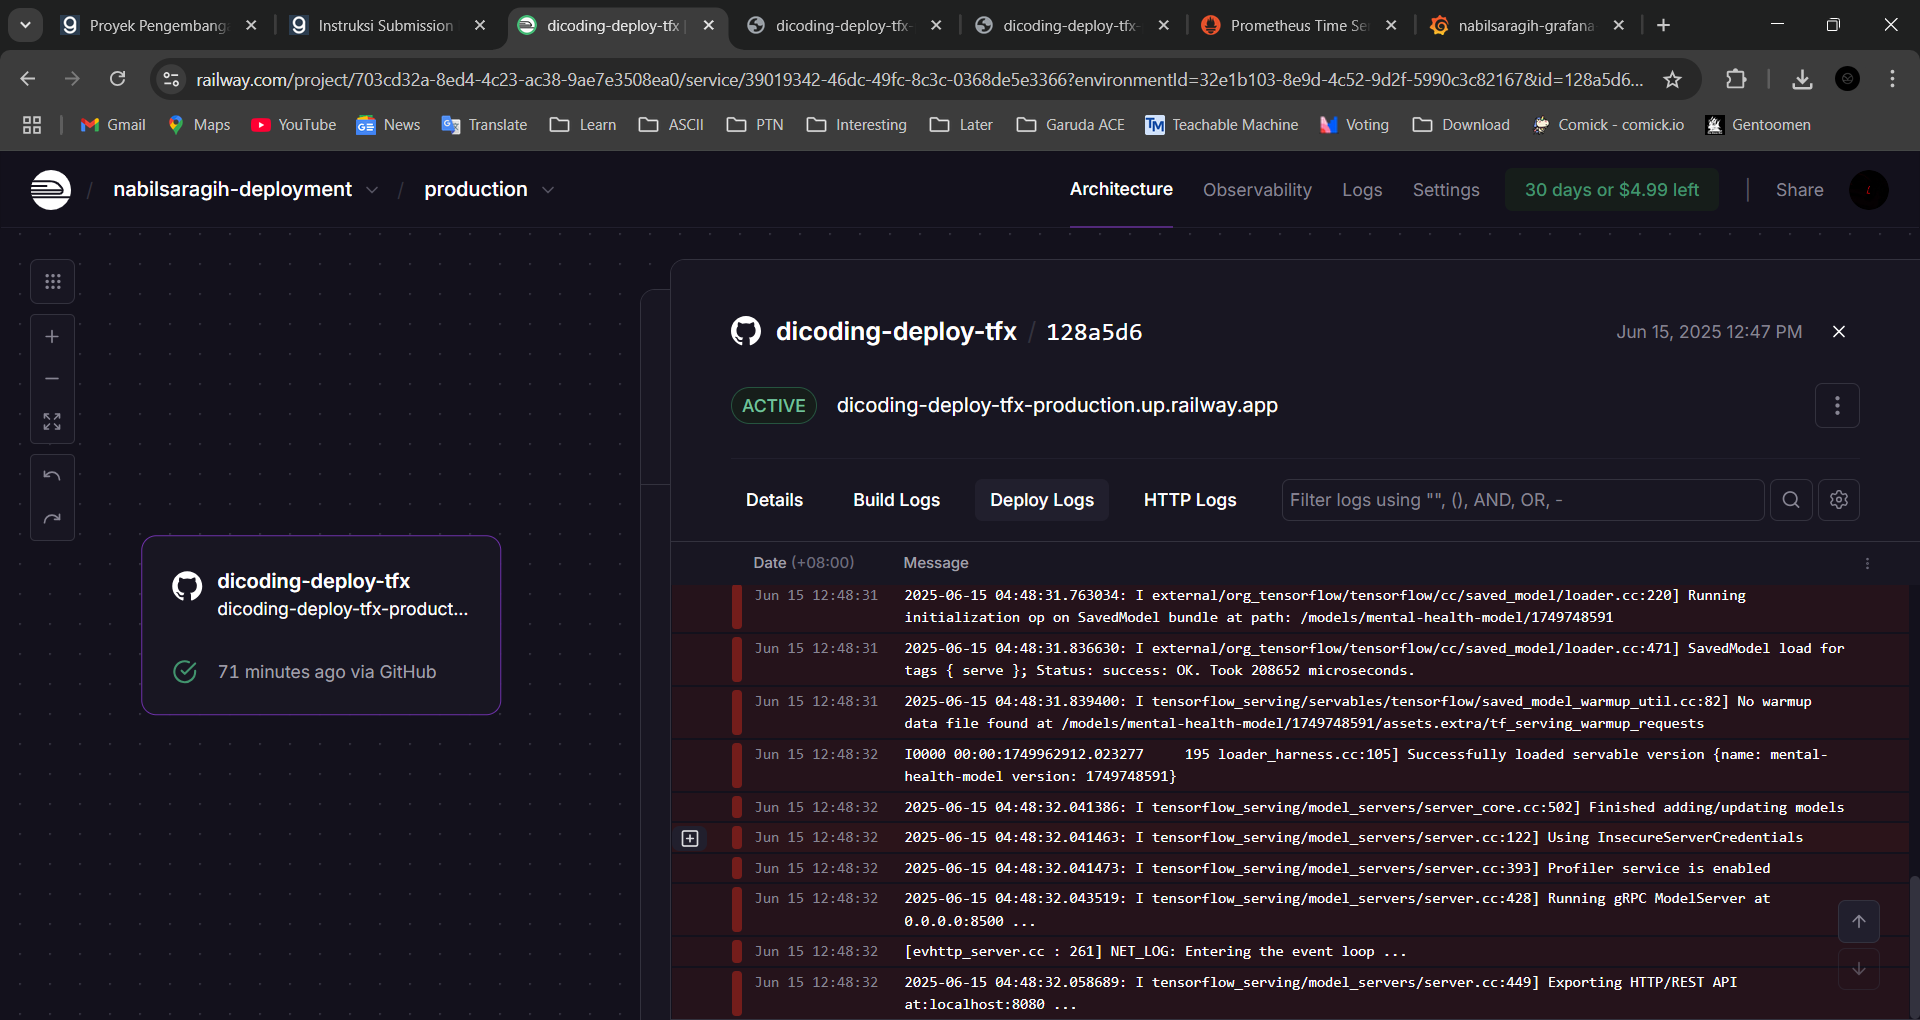 Proyek Pengembang
Instruksi Submission
dicoding-deploy-tfx
dicoding-deploy-tfx-
dicoding-deploy-tfx-
Prometheus Time Se
nabilsaragih-grafana
railway.com/project/703cd32a-8ed4-4c23-ac38-9ae7e3508ea0/service/39019342-46dc-49fc-8c3c-0368de5e3366?environmentId=32e1b103-8e9d-4c52-9d2f-5990c3c82167&id=128a5d6...
Gmail Maps YouTube News Translate Learn ASCII PTN Interesting Later Garuda ACE Teachable Machine Voting Download Comick - comick.io Gentoomen
nabilsaragih-deployment / production
Architecture Observability Logs Settings 30 days or $4.99 left Share
dicoding-deploy-tfx
dicoding-deploy-tfx-product...
71 minutes ago via GitHub
dicoding-deploy-tfx / 128a5d6
Jun 15, 2025 12:47 PM
ACTIVE dicoding-deploy-tfx-production.up.railway.app
Details Build Logs Deploy Logs HTTP Logs Filter logs using "", (), AND, OR, -
Date (+08:00) Message
Jun 15 12:48:31 2025-06-15 04:48:31.763034: I external/org_tensorflow/tensorflow/cc/saved_model/loader.cc:220] Running
initialization op on SavedModel bundle at path: /models/mental-health-model/1749748591
Jun 15 12:48:31 2025-06-15 04:48:31.836630: I external/org_tensorflow/tensorflow/cc/saved_model/loader.cc:471] SavedModel load for
tags { serve }; Status: success: OK. Took 208652 microseconds.
Jun 15 12:48:31 2025-06-15 04:48:31.839400: I tensorflow_serving/servables/tensorflow/saved_model_warmup_util.cc:82] No warmup
data file found at /models/mental-health-model/1749748591/assets.extra/tf_serving_warmup_requests
Jun 15 12:48:32 I0000 00:00:1749962912.023277 195 loader_harness.cc:105] Successfully loaded servable version {name: mental-
health-model version: 1749748591}
Jun 15 12:48:32 2025-06-15 04:48:32.041386: I tensorflow_serving/model_servers/server_core.cc:502] Finished adding/updating models
Jun 15 12:48:32 2025-06-15 04:48:32.041463: I tensorflow_serving/model_servers/server.cc:122] Using InsecureServerCredentials
Jun 15 12:48:32 2025-06-15 04:48:32.041473: I tensorflow_serving/model_servers/server.cc:393] Profiler service is enabled
Jun 15 12:48:32 2025-06-15 04:48:32.043519: I tensorflow_serving/model_servers/server.cc:428] Running gRPC ModelServer at
0.0.0.0:8500 ...
Jun 15 12:48:32 [evhttp_server.cc : 261] NET_LOG: Entering the event loop ...
Jun 15 12:48:32 2025-06-15 04:48:32.058689: I tensorflow_serving/model_servers/server.cc:449] Exporting HTTP/REST API
at:localhost:8080 ...